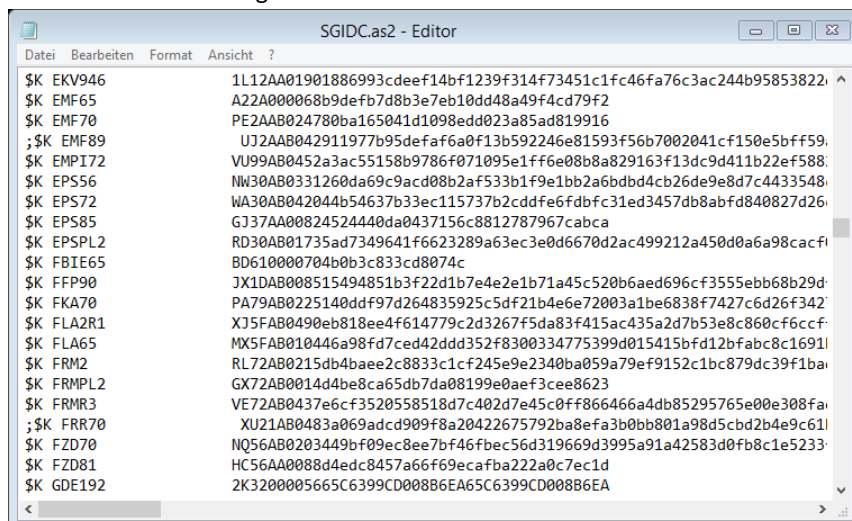 SGIDC.as2 - Editor
Datei Bearbeiten Format Ansicht ?
$K EKV946 1L12AA01901886993cdeef14bf1239f314f73451c1fc46fa76c3ac244b95853822
$K EMF65 A22A000068b9defb7d8b3e7eb10dd48a49f4cd79f2
$K EMF70 PE2AAB024780ba165041d1098edd023a85ad819916
;$K EMF89 UJ2AAB042911977b95defaf6a0f13b592246e81593f56b7002041cf150e5bff59
$K EMPI72 VU99AB0452a3ac55158b9786f071095e1ff6e08b8a829163f13dc9d411b22ef588
$K EPS56 NW30AB0331260da69c9acd08b2af533b1f9e1bb2a6bdbd4cb26de9e8d7c4433548
$K EPS72 WA30AB042044b54637b33ec115737b2cddfe6fdbfc31ed3457db8abfd840827d26
$K EPS85 GJ37AA00824524440da0437156c8812787967cabca
$K EPSPL2 RD30AB01735ad7349641f6623289a63ec3e0d6670d2ac499212a450d0a6a98cacf
$K FBIE65 BD610000704b0b3c833cd8074c
$K FFP90 JX1DAB008515494851b3f22d1b7e4e2e1b71a45c520b6aed696cf3555ebb68b29d
$K FKA70 PA79AB0225140ddf97d264835925c5df21b4e6e72003a1be6838f7427c6d26f342
$K FLA2R1 XJ5FAB0490eb818ee4f614779c2d3267f5da83f415ac435a2d7b53e8c860cf6ccf
$K FLA65 MX5FAB010446a98fd7ced42ddd352f8300334775399d015415bfd12bfabc8c1691
$K FRM2 RL72AB0215db4baee2c8833c1cf245e9e2340ba059a79ef9152c1bc879dc39f1ba
$K FRMPL2 GX72AB0014d4be8ca65db7da08199e0aef3cee8623
$K FRMR3 VE72AB0437e6cf3520558518d7c402d7e45c0ff866466a4db85295765e00e308fa
;$K FRR70 XU21AB0483a069adcd909f8a20422675792ba8efa3b0bb801a98d5cbd2b4e9c61
$K FZD70 NQ56AB0203449bf09ec8ee7bf46fbec56d319669d3995a91a42583d0fb8c1e5233
$K FZD81 HC56AA0088d4edc8457a66f69ecafba222a0c7ec1d
$K GDE192 2K3200005665C6399CD008B6EA65C6399CD008B6EA